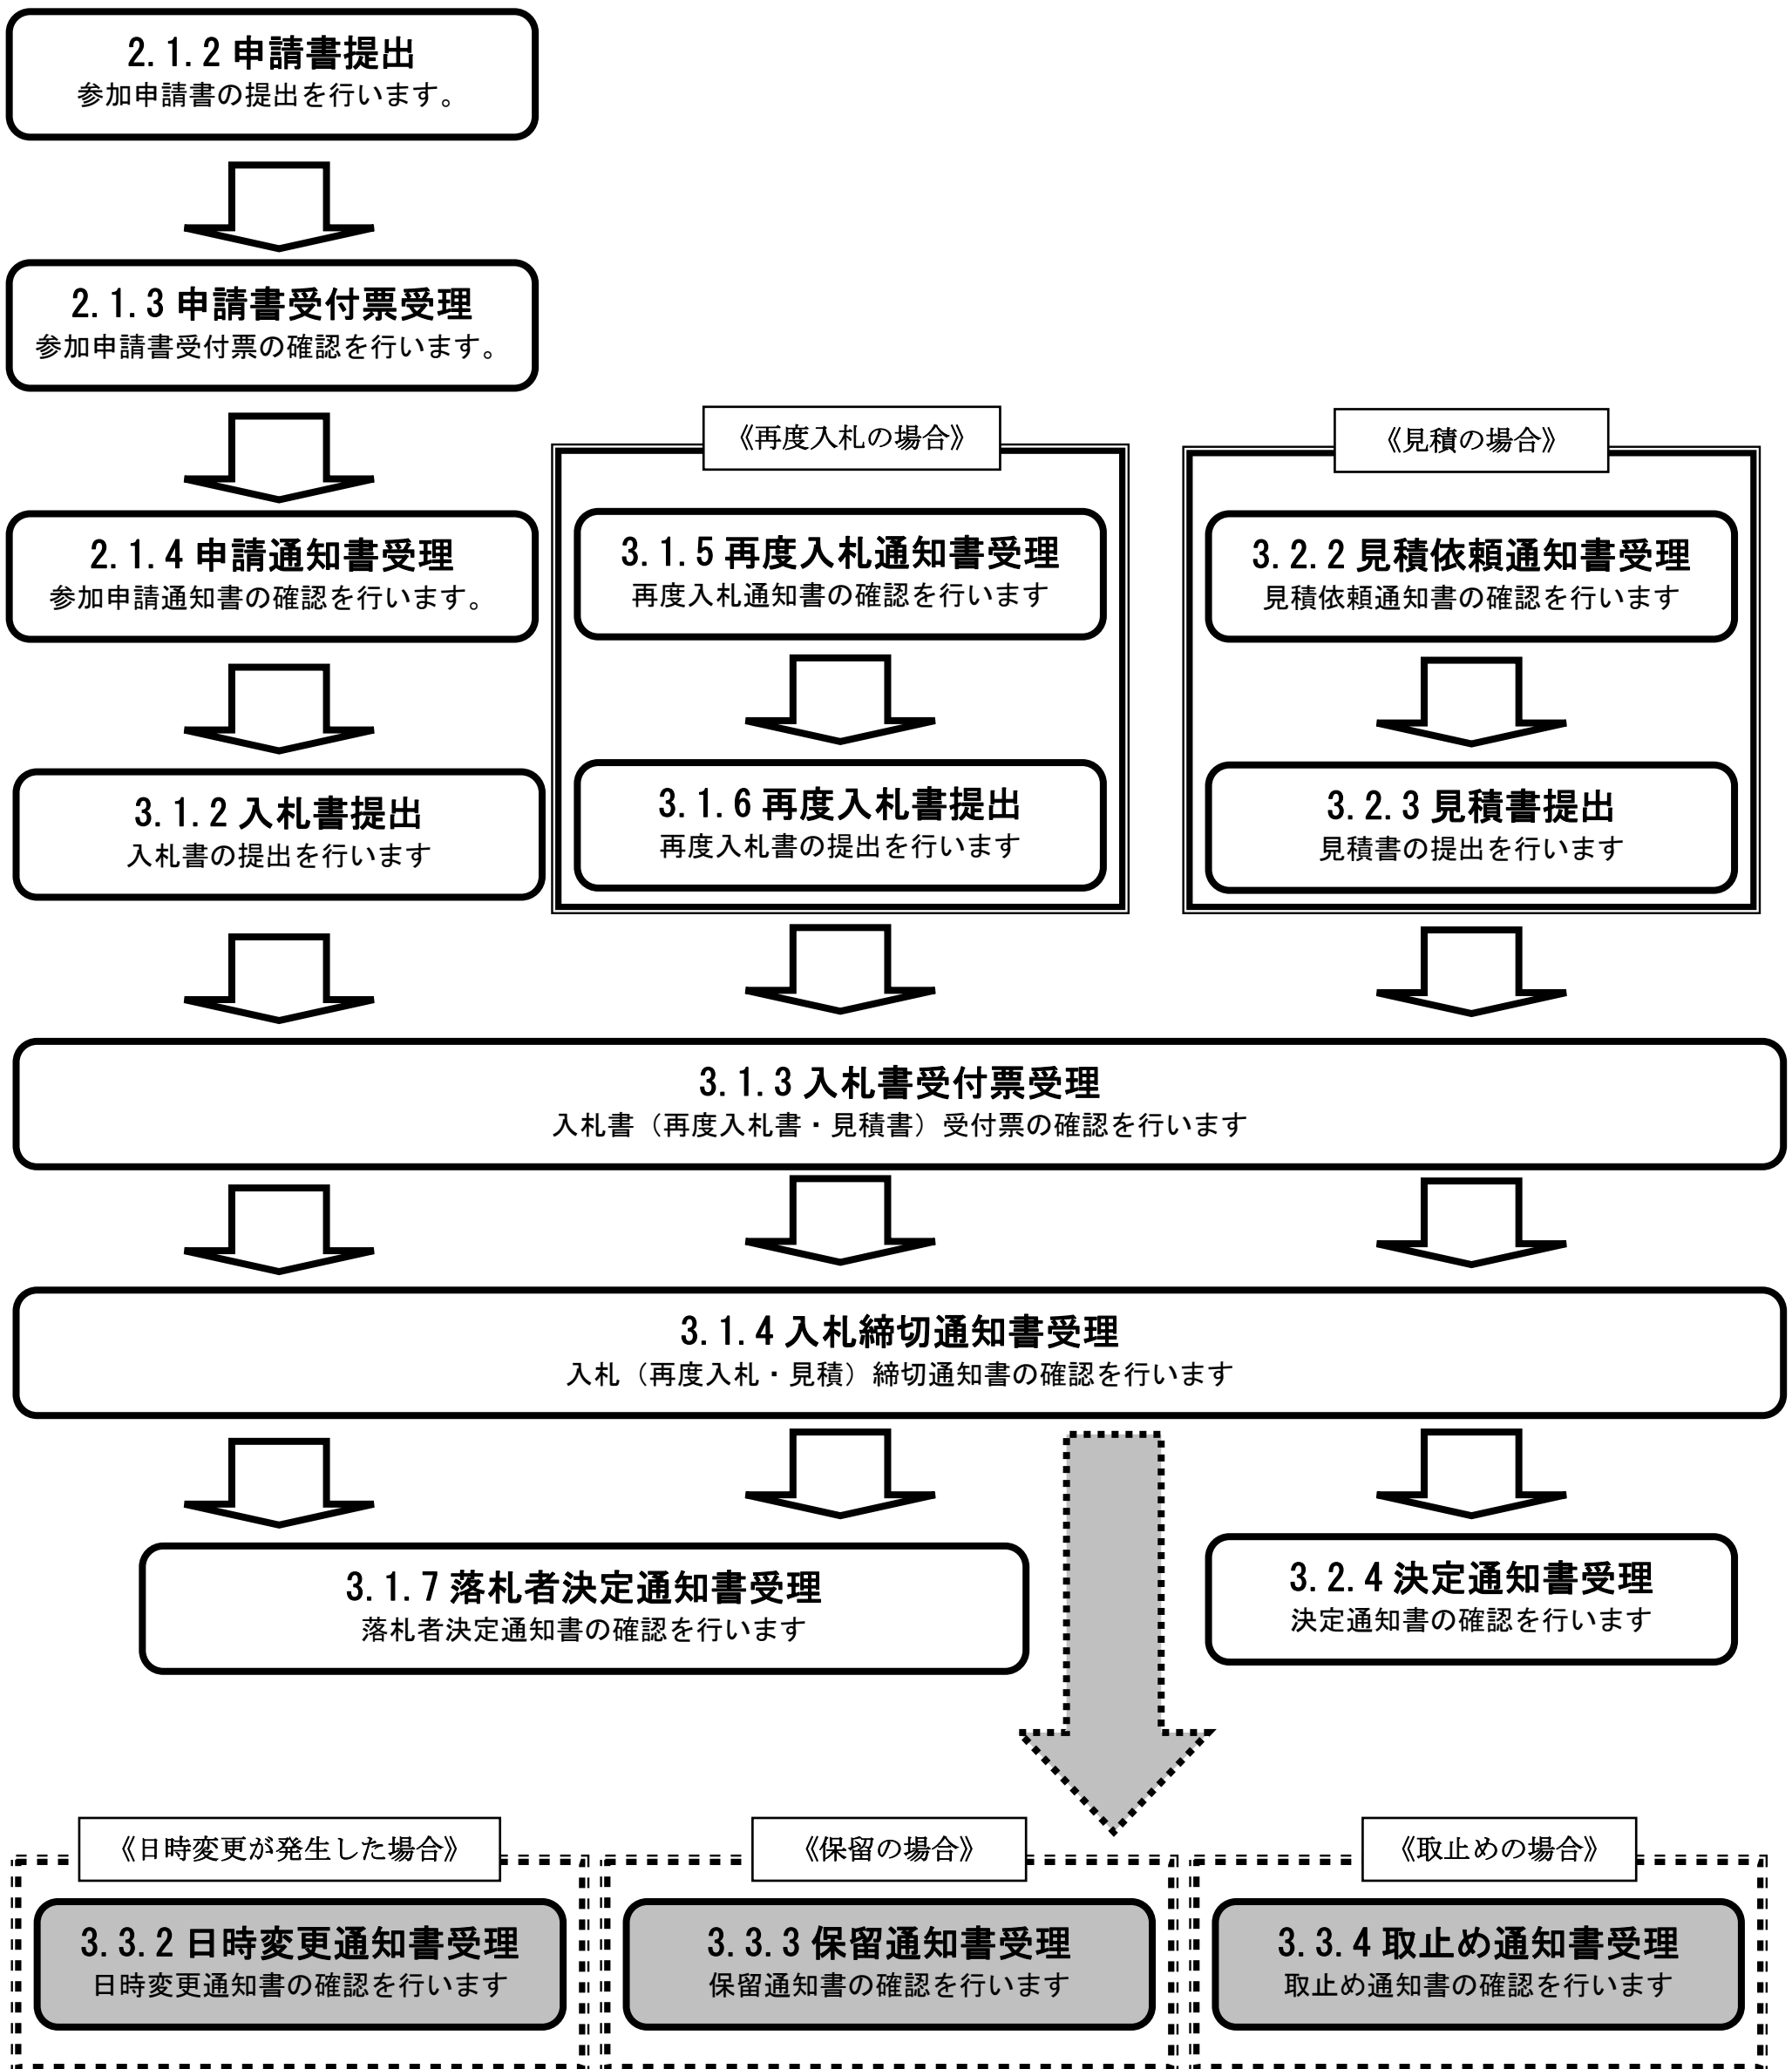 2.1.2 申請書提出
参加申請書の提出を行います。
2.1.3 申請書受付票受理
参加申請書受付票の確認を行います。
2.1.4 申請通知書受理
参加申請通知書の確認を行います。
3.1.2 入札書提出
入札書の提出を行います
《再度入札の場合》
3.1.5 再度入札通知書受理
再度入札通知書の確認を行います
3.1.6 再度入札書提出
再度入札書の提出を行います
《見積の場合》
3.2.2 見積依頼通知書受理
見積依頼通知書の確認を行います
3.2.3 見積書提出
見積書の提出を行います
3.1.3 入札書受付票受理
入札書（再度入札書・見積書）受付票の確認を行います
3.1.4 入札締切通知書受理
入札（再度入札・見積）締切通知書の確認を行います
3.1.7 落札者決定通知書受理
落札者決定通知書の確認を行います
3.2.4 決定通知書受理
決定通知書の確認を行います
《日時変更が発生した場合》
3.3.2 日時変更通知書受理
日時変更通知書の確認を行います
《保留の場合》
3.3.3 保留通知書受理
保留通知書の確認を行います
《取止めの場合》
3.3.4 取止め通知書受理
取止め通知書の確認を行います